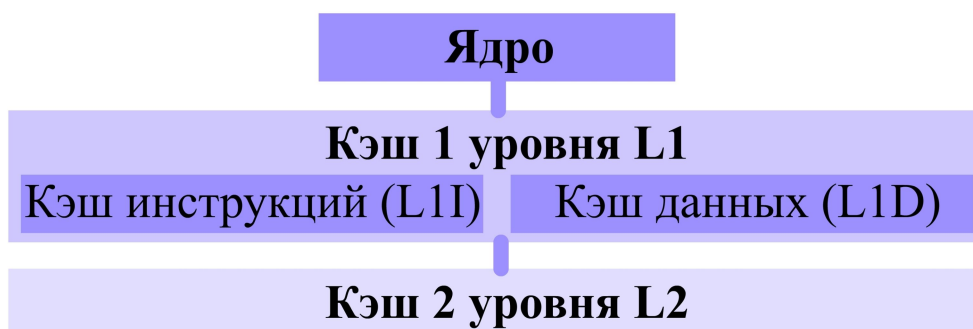 Ядро
Кэш 1 уровня L1
Кэш инструкций (L1I)
Кэш данных (L1D)
Кэш 2 уровня L2